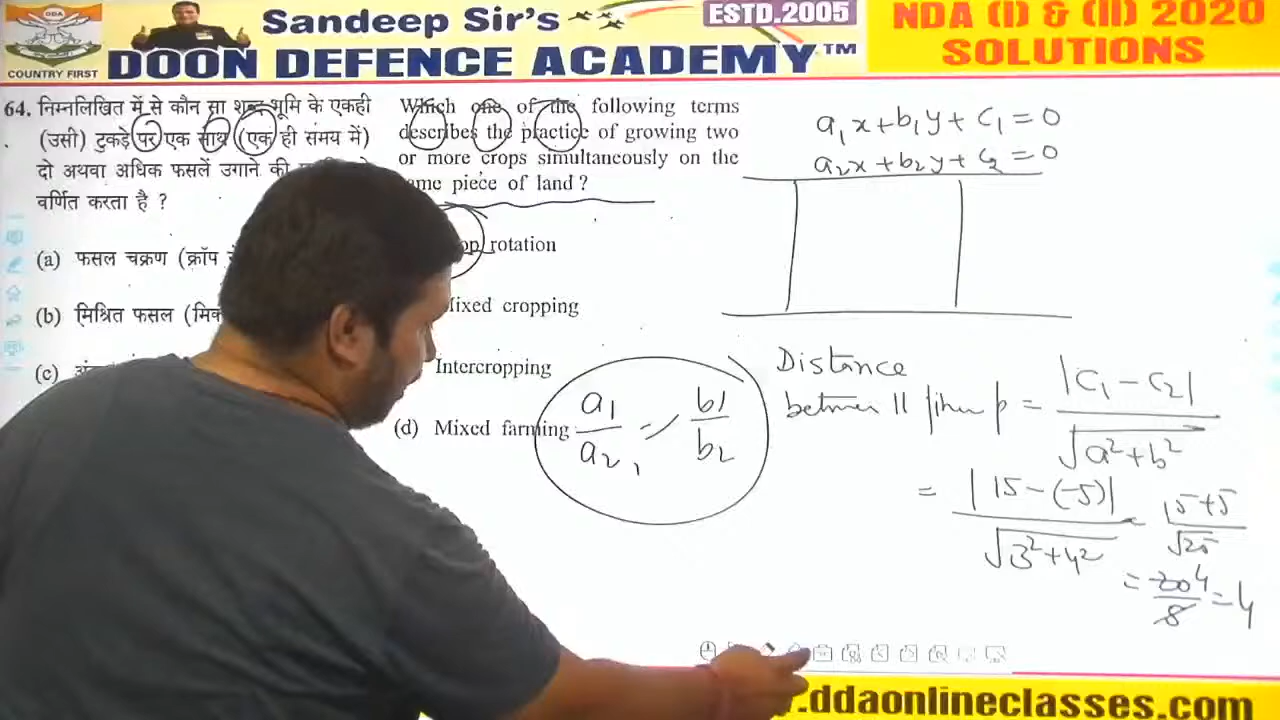 Sandeep Sir's
DOON DEFENCE ACADEMY™
ESTD.2005
DDA
COUNTRY FIRST
NDA (I) & (II) 2020
SOLUTIONS
64. निम्नलिखित में से कौन सा शब्द भूमि के एकही
(उसी) टुकड़े पर एक साथ (एक ही समय में)
दो अथवा अधिक फसलें उगाने की
वर्णित करता है ?
(a) फसल चक्रण (क्रॉप
(b) मिश्रित फसल
(c)
Which one of the following terms
describes the practice of growing two
or more crops simultaneously on the
piece of land ?
rotation
Mixed cropping
Intercropping
(d) Mixed farming
a₁x+b₁y+c₁=0
a₂x+b₂y+c₂=0
a₁/a₂ = b1/b₂
Distance
between || = |c₁-c₂|/√a²+b²
= |15-(-5)|/√3²+4² = 15+5/√25
= 20 4/5 = 4
.ddaonlineclasses.com